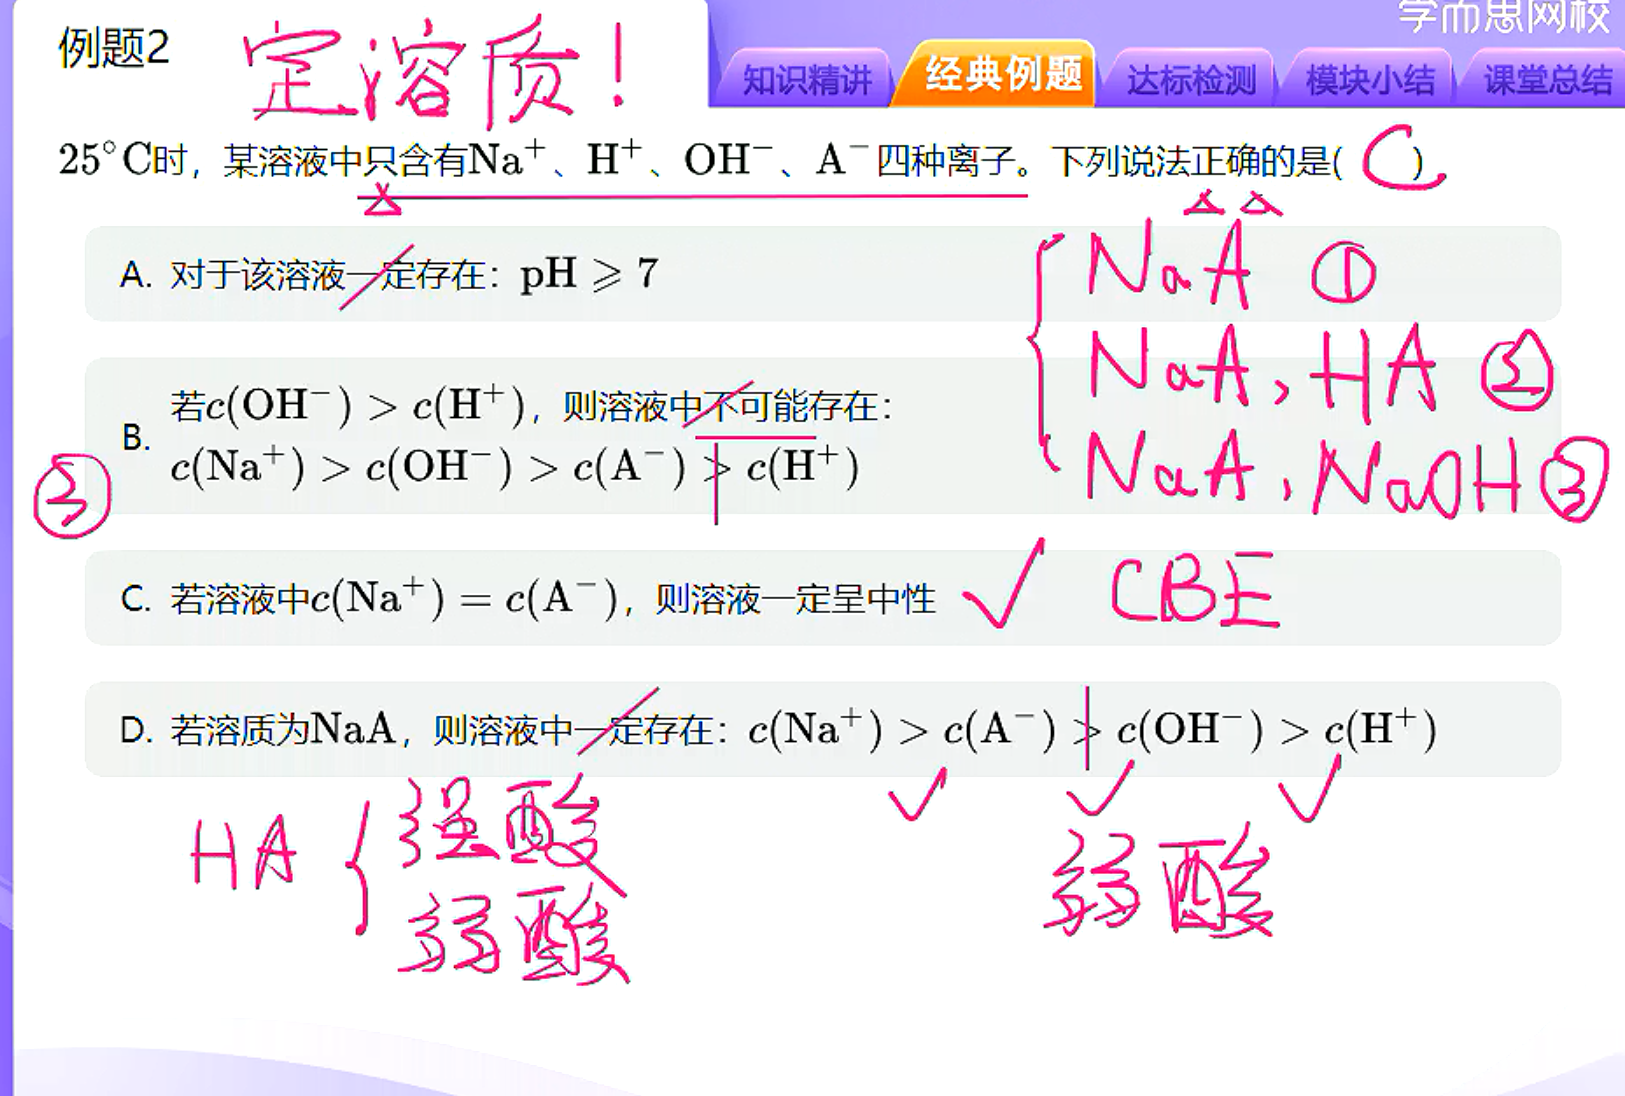 学而思网校
例题2 定溶质!
知识精讲 经典例题 达标检测 模块小结 课堂总结
25°C时，某溶液中只含有Na⁺、H⁺、OH⁻、A⁻四种离子。下列说法正确的是( C )
A. 对于该溶液一定存在：pH ⩾ 7
NaA ①
NaA, HA ②
NaA, NaOH ③
B. 若c(OH⁻) > c(H⁺)，则溶液中不可能存在：
c(Na⁺) > c(OH⁻) > c(A⁻) > c(H⁺)
③
C. 若溶液中c(Na⁺) = c(A⁻)，则溶液一定呈中性 ✓ CBE
D. 若溶质为NaA，则溶液中一定存在：c(Na⁺) > c(A⁻) > c(OH⁻) > c(H⁺)
✓ ✓ ✓
HA { 强酸
弱酸
弱酸